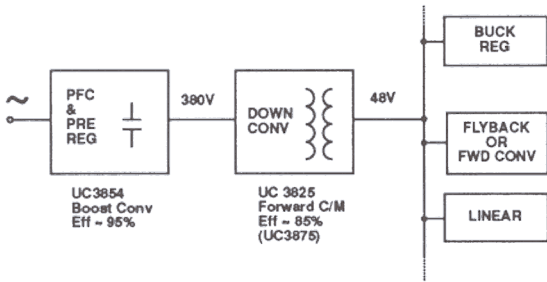 ~
PFC
&
PRE
REG
380V
DOWN
CONV
48V
BUCK
REG
FLYBACK
OR
FWD CONV
LINEAR
UC3854
Boost Conv
Eff ~ 95%
UC 3825
Forward C/M
Eff ~ 85%
(UC3875)